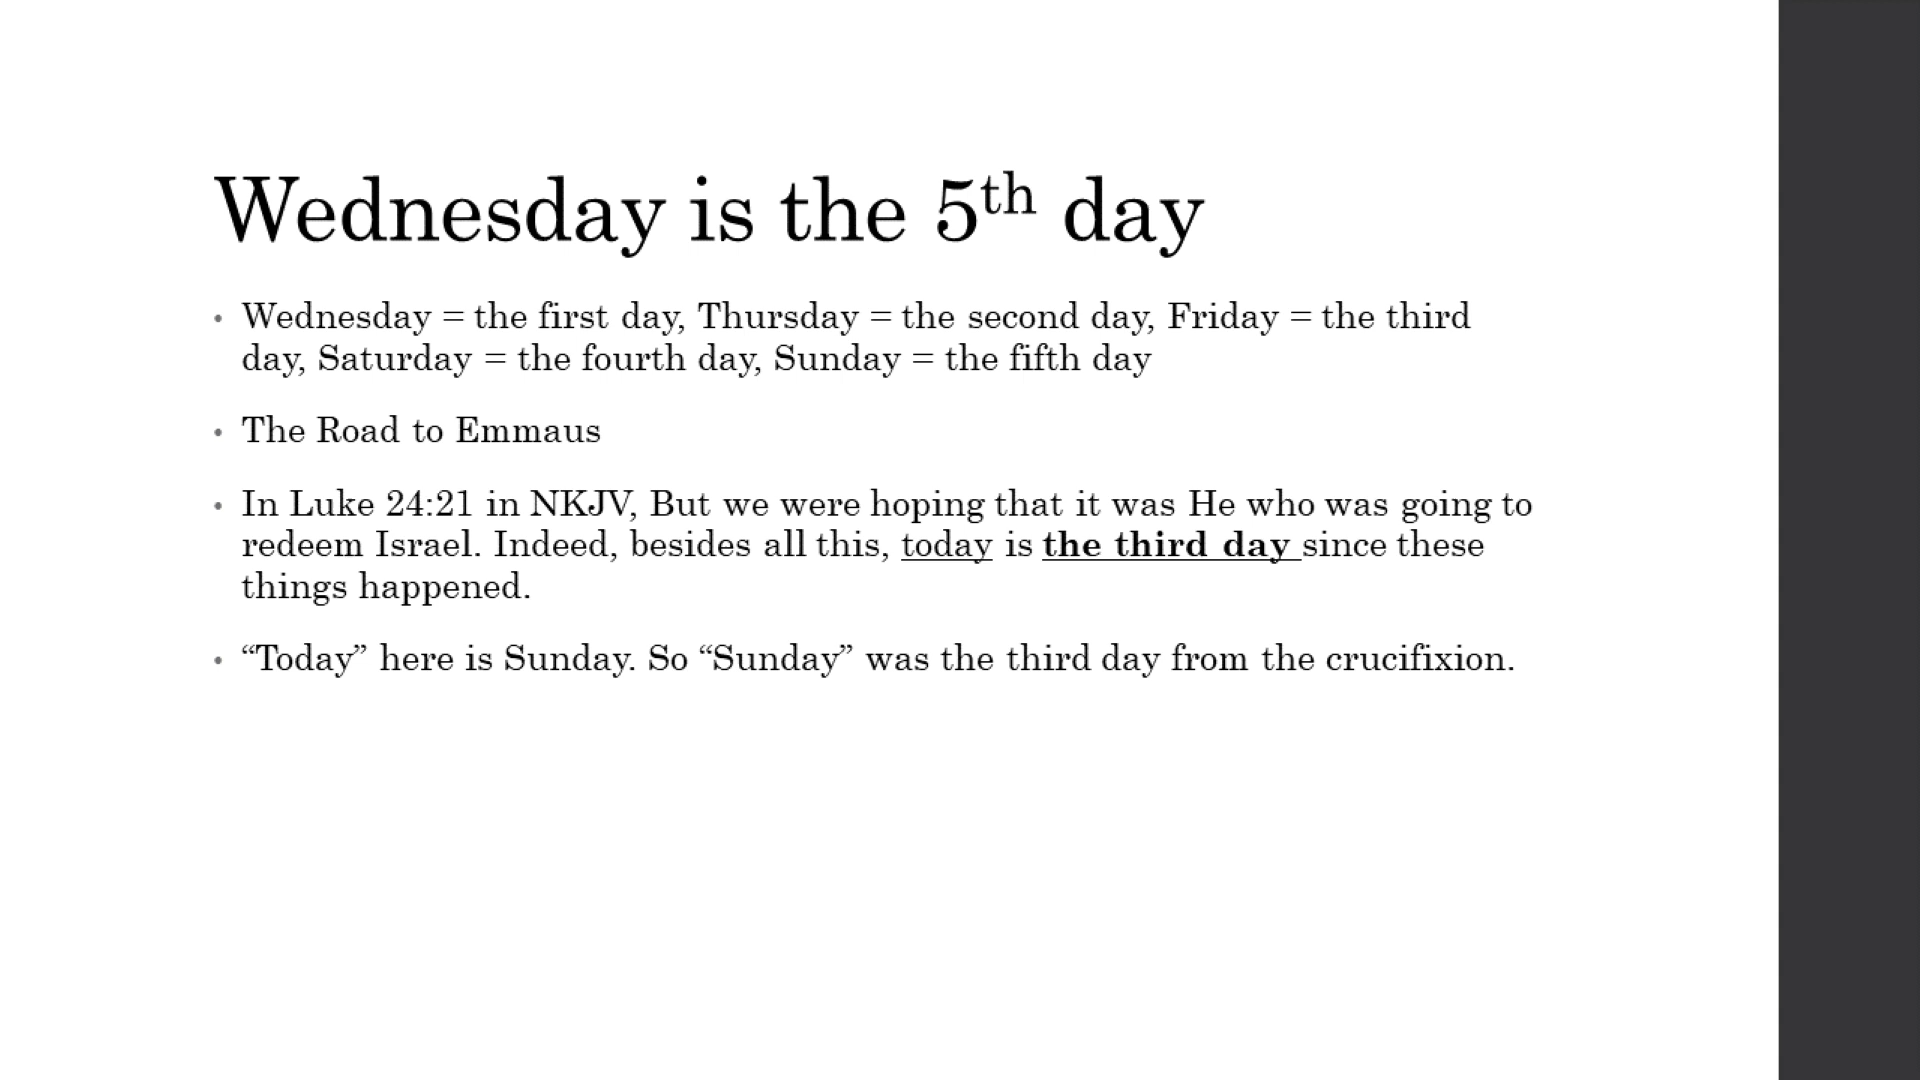 Wednesday is the 5th day
• Wednesday = the first day, Thursday = the second day, Friday = the third
day, Saturday = the fourth day, Sunday = the fifth day
• The Road to Emmaus
• In Luke 24:21 in NKJV, But we were hoping that it was He who was going to
redeem Israel. Indeed, besides all this, today is the third day since these
things happened.
• “Today” here is Sunday. So “Sunday” was the third day from the crucifixion.